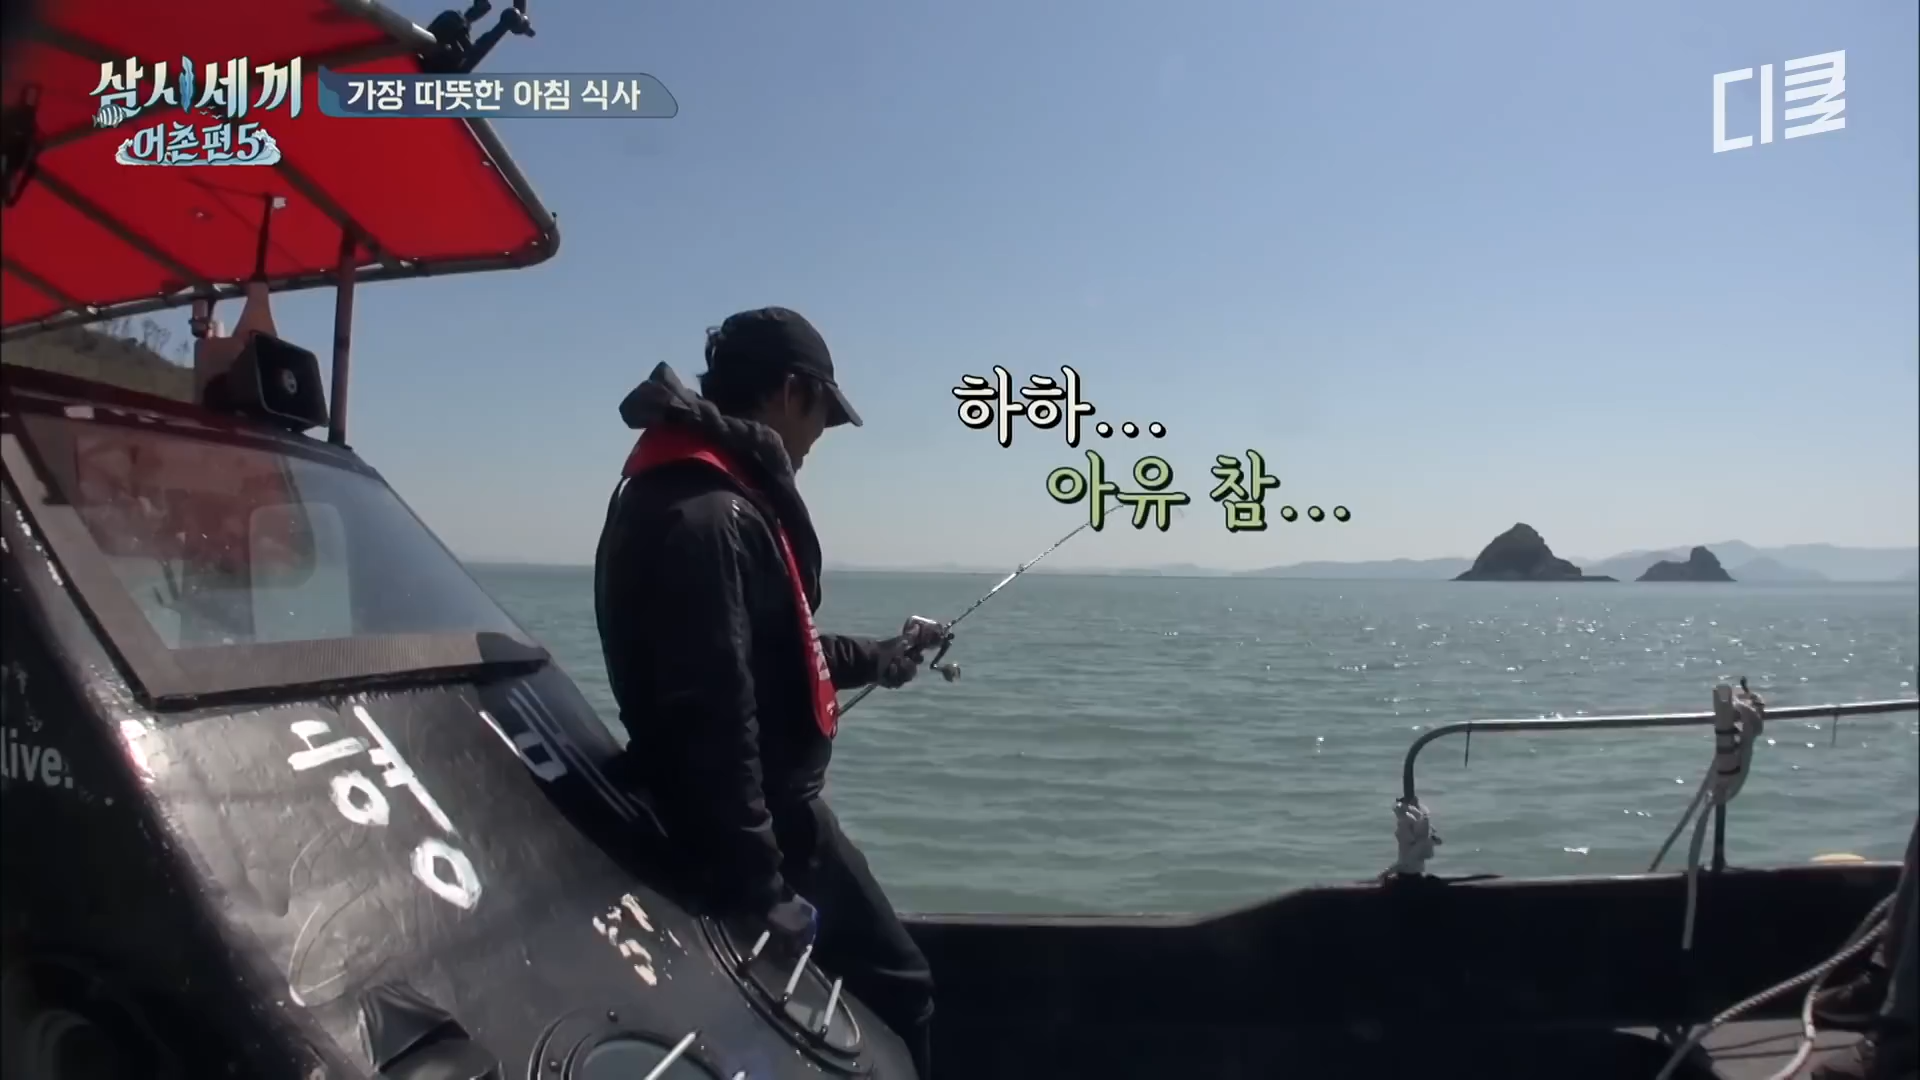 삼시세끼
어촌편5
가장 따뜻한 아침 식사
디글
하하...
아유 참...
live.